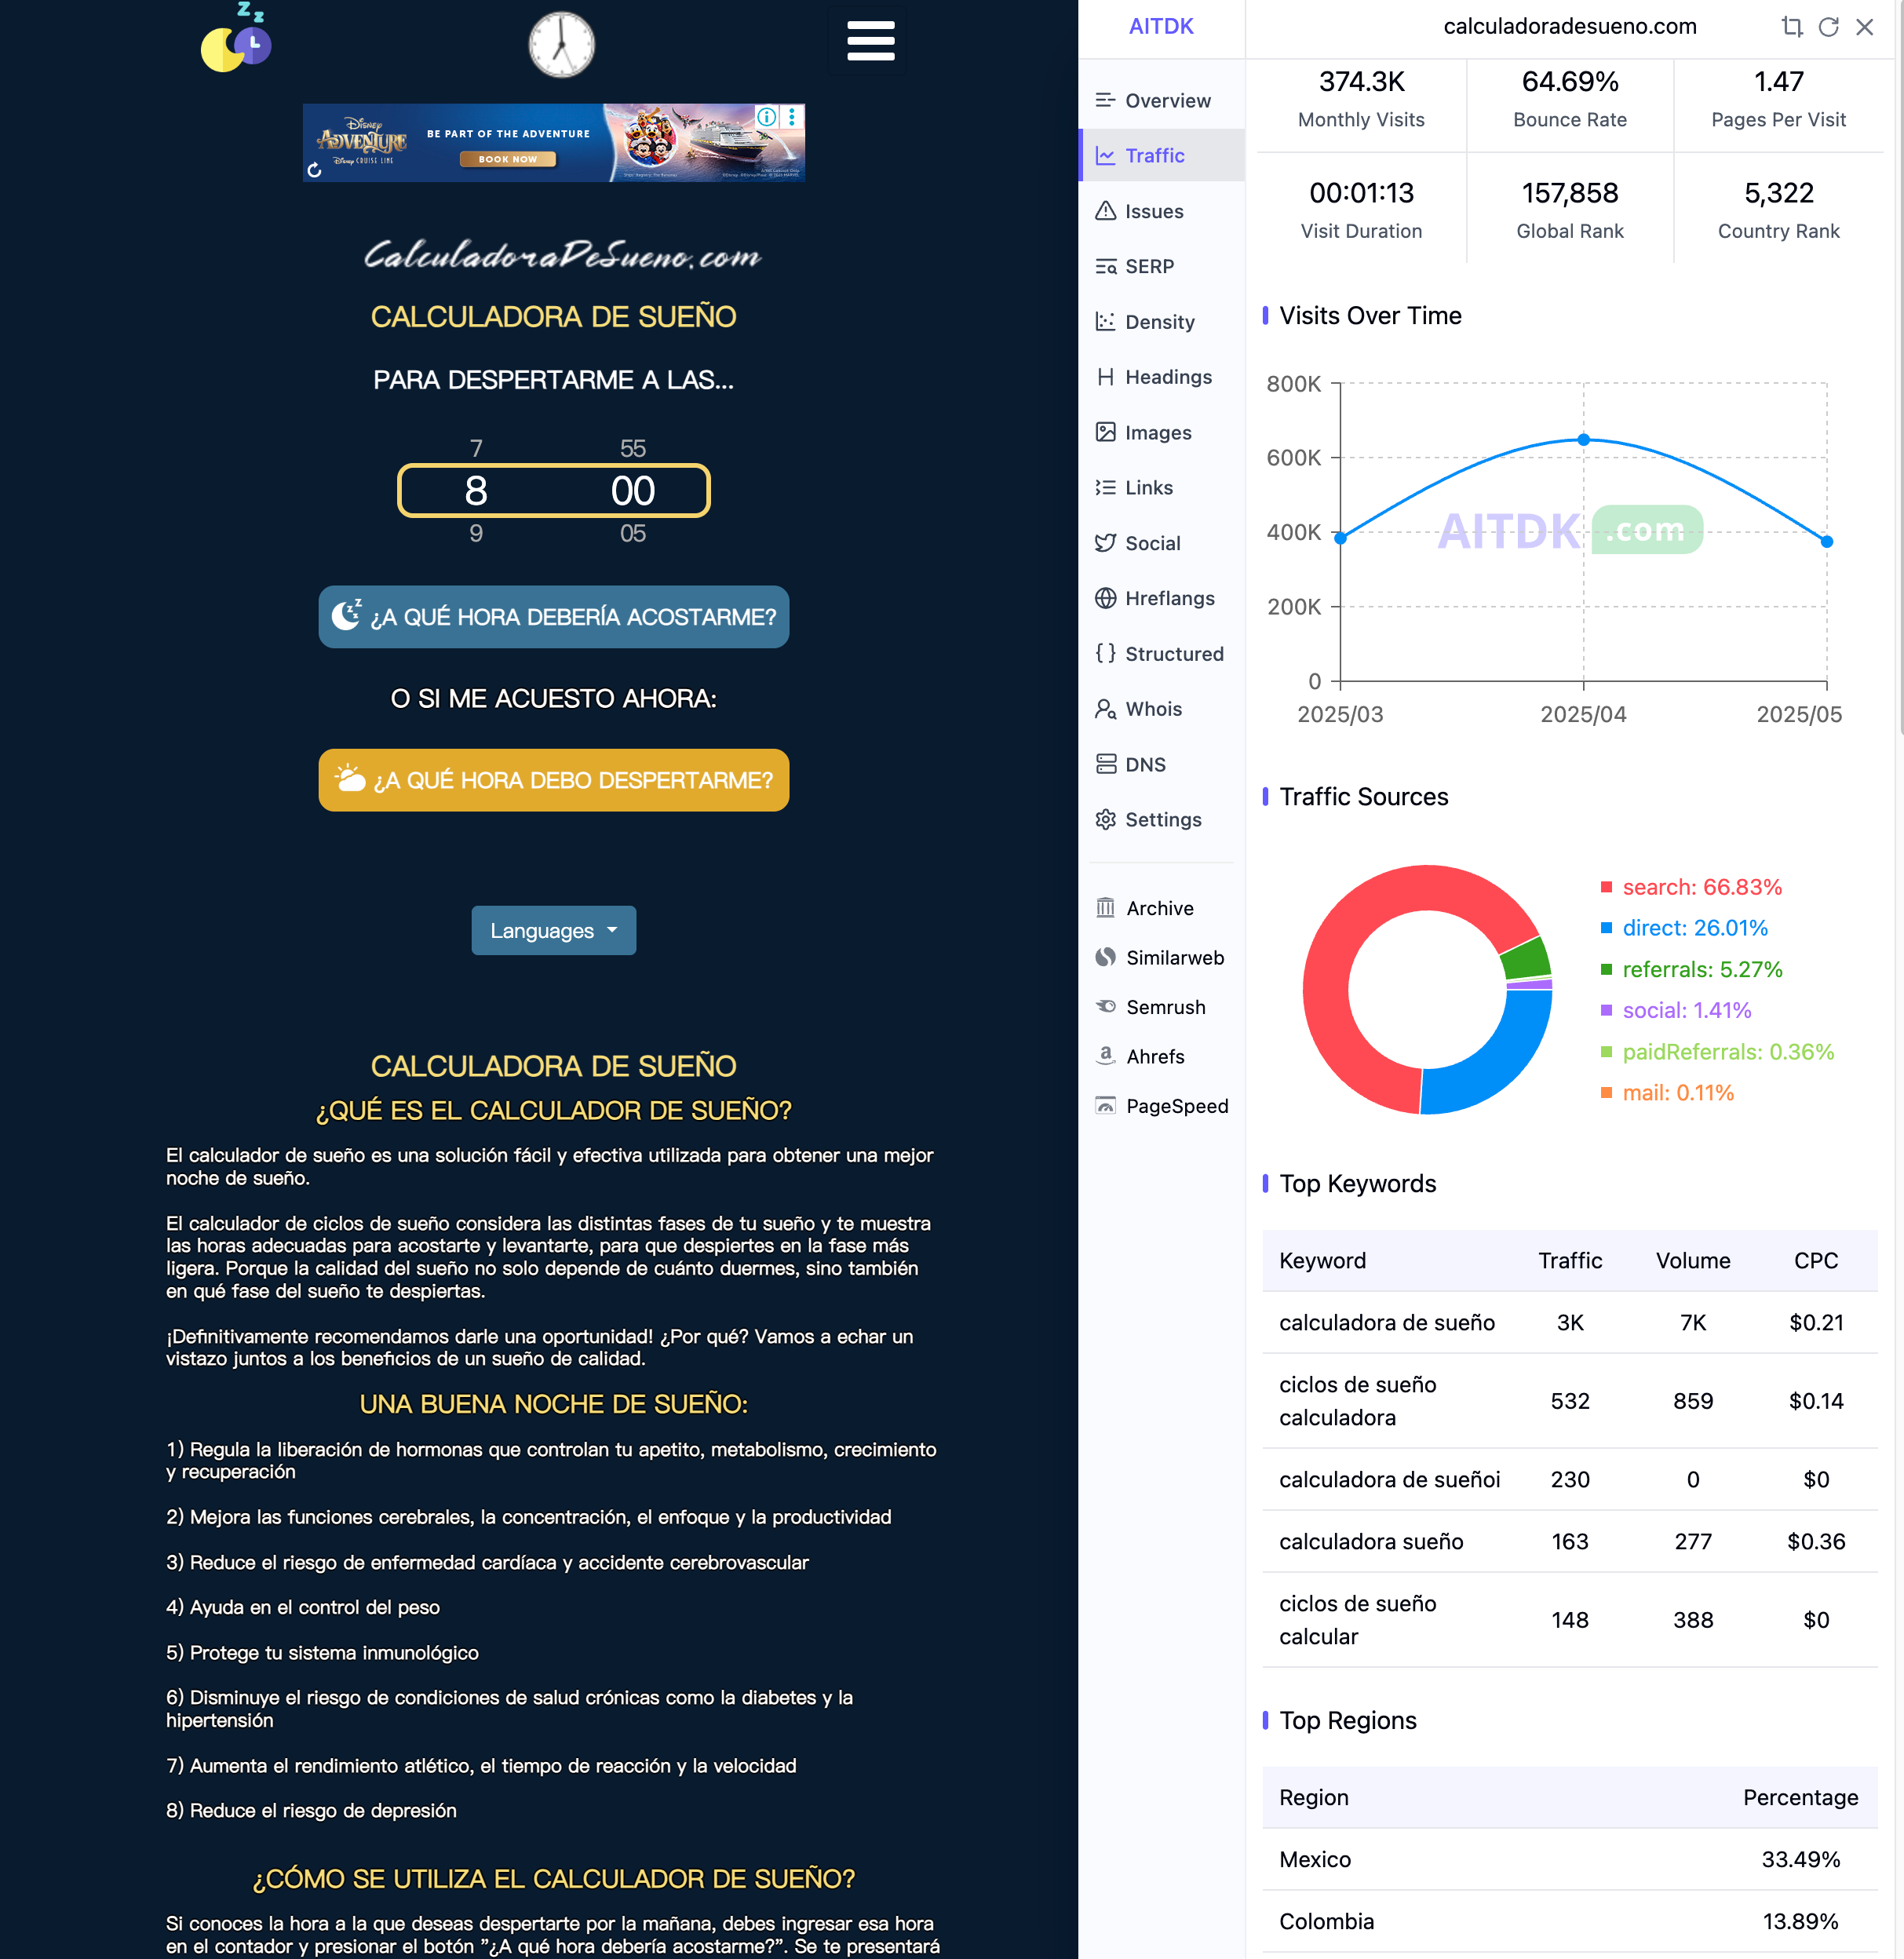 z
z
Disney
ADVENTURE
Disney CRUISE LINE
BE PART OF THE ADVENTURE
BOOK NOW
CalculadoraDeSueno.com
CALCULADORA DE SUEÑO
PARA DESPERTARME A LAS...
7 55
8 00
9 05
¿A QUÉ HORA DEBERÍA ACOSTARME?
O SI ME ACUESTO AHORA:
¿A QUÉ HORA DEBO DESPERTARME?
Languages
CALCULADORA DE SUEÑO
¿QUÉ ES EL CALCULADOR DE SUEÑO?
El calculador de sueño es una solución fácil y efectiva utilizada para obtener una mejor
noche de sueño.
El calculador de ciclos de sueño considera las distintas fases de tu sueño y te muestra
las horas adecuadas para acostarte y levantarte, para que despiertes en la fase más
ligera. Porque la calidad del sueño no solo depende de cuánto duermes, sino también
en qué fase del sueño te despiertas.
¡Definitivamente recomendamos darle una oportunidad! ¿Por qué? Vamos a echar un
vistazo juntos a los beneficios de un sueño de calidad.
UNA BUENA NOCHE DE SUEÑO:
1) Regula la liberación de hormonas que controlan tu apetito, metabolismo, crecimiento
y recuperación
2) Mejora las funciones cerebrales, la concentración, el enfoque y la productividad
3) Reduce el riesgo de enfermedad cardíaca y accidente cerebrovascular
4) Ayuda en el control del peso
5) Protege tu sistema inmunológico
6) Disminuye el riesgo de condiciones de salud crónicas como la diabetes y la
hipertensión
7) Aumenta el rendimiento atlético, el tiempo de reacción y la velocidad
8) Reduce el riesgo de depresión
¿CÓMO SE UTILIZA EL CALCULADOR DE SUEÑO?
Si conoces la hora a la que deseas despertarte por la mañana, debes ingresar esa hora
en el contador y presionar el botón ”¿A qué hora debería acostarme?”. Se te presentará
AITDK
calculadoradesueno.com
Overview
Traffic
Issues
SERP
Density
Headings
Images
Links
Social
Hreflangs
Structured
Whois
DNS
Settings
Archive
Similarweb
Semrush
Ahrefs
PageSpeed
374.3K 64.69% 1.47
Monthly Visits Bounce Rate Pages Per Visit
00:01:13 157,858 5,322
Visit Duration Global Rank Country Rank
Visits Over Time
800K
600K
400K
200K
0
AITDK .com
2025/03 2025/04 2025/05
Traffic Sources
search: 66.83%
direct: 26.01%
referrals: 5.27%
social: 1.41%
paidReferrals: 0.36%
mail: 0.11%
Top Keywords
Keyword Traffic Volume CPC
calculadora de sueño 3K 7K $0.21
ciclos de sueño
calculadora 532 859 $0.14
calculadora de sueñoi 230 0 $0
calculadora sueño 163 277 $0.36
ciclos de sueño
calcular 148 388 $0
Top Regions
Region Percentage
Mexico 33.49%
Colombia 13.89%